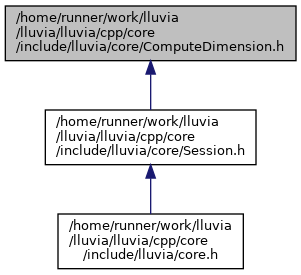 /home/runner/work/lluvia
/lluvia/lluvia/cpp/core
/include/lluvia/core/ComputeDimension.h
/home/runner/work/lluvia
/lluvia/lluvia/cpp/core
/include/lluvia/core/Session.h
/home/runner/work/lluvia
/lluvia/lluvia/cpp/core
/include/lluvia/core.h